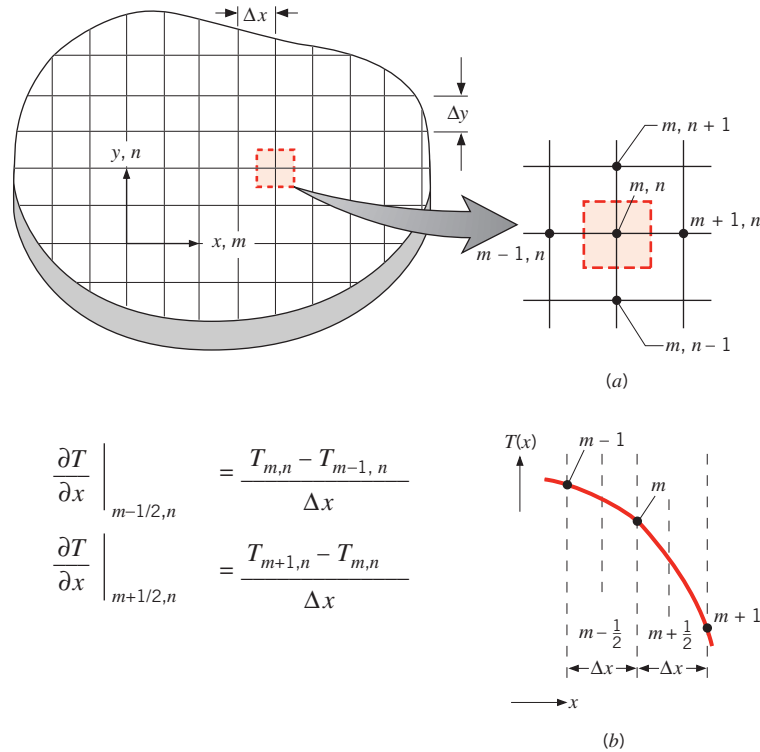 Δx
Δy
y, n
x, m
m, n + 1
m, n
m + 1, n
m − 1, n
m, n − 1
(a)
∂T/∂x |m−1/2,n = (Tm,n − Tm−1, n)/Δx
∂T/∂x |m+1/2,n = (Tm+1,n − Tm,n)/Δx
T(x)
m − 1
m
m + 1
m − 1/2
m + 1/2
Δx
Δx
x
(b)